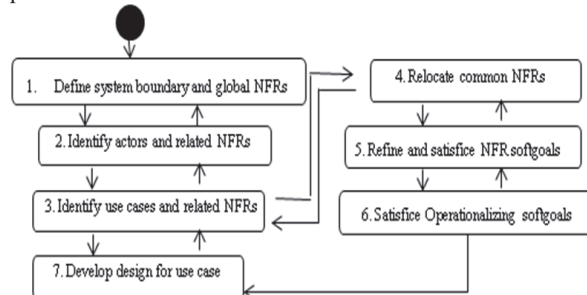 1. Define system boundary and global NFRs
2. Identify actors and related NFRs
3. Identify use cases and related NFRs
7. Develop design for use case
4. Relocate common NFRs
5. Refine and satisfice NFR softgoals
6. Satisfice Operationalizing softgoals